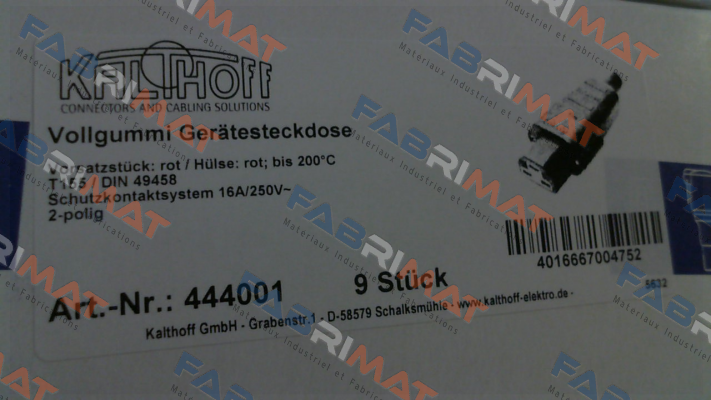 KALTHOFF
CONNECTORS AND CABLING SOLUTIONS
Vollgummi Gerätesteckdose
Vorsatzstück: rot / Hülse: rot; bis 200°C
T155 / DIN 49458
Schutzkontaktsystem 16A/250V~
2-polig
4016667004752
5632
Art.-Nr.: 444001 9 Stück
Kalthoff GmbH - Grabenstr.1 - D-58579 Schalksmühle - www.kalthoff-elektro.de -
FABRIMAT
Materiaux Industriel et Fabrications